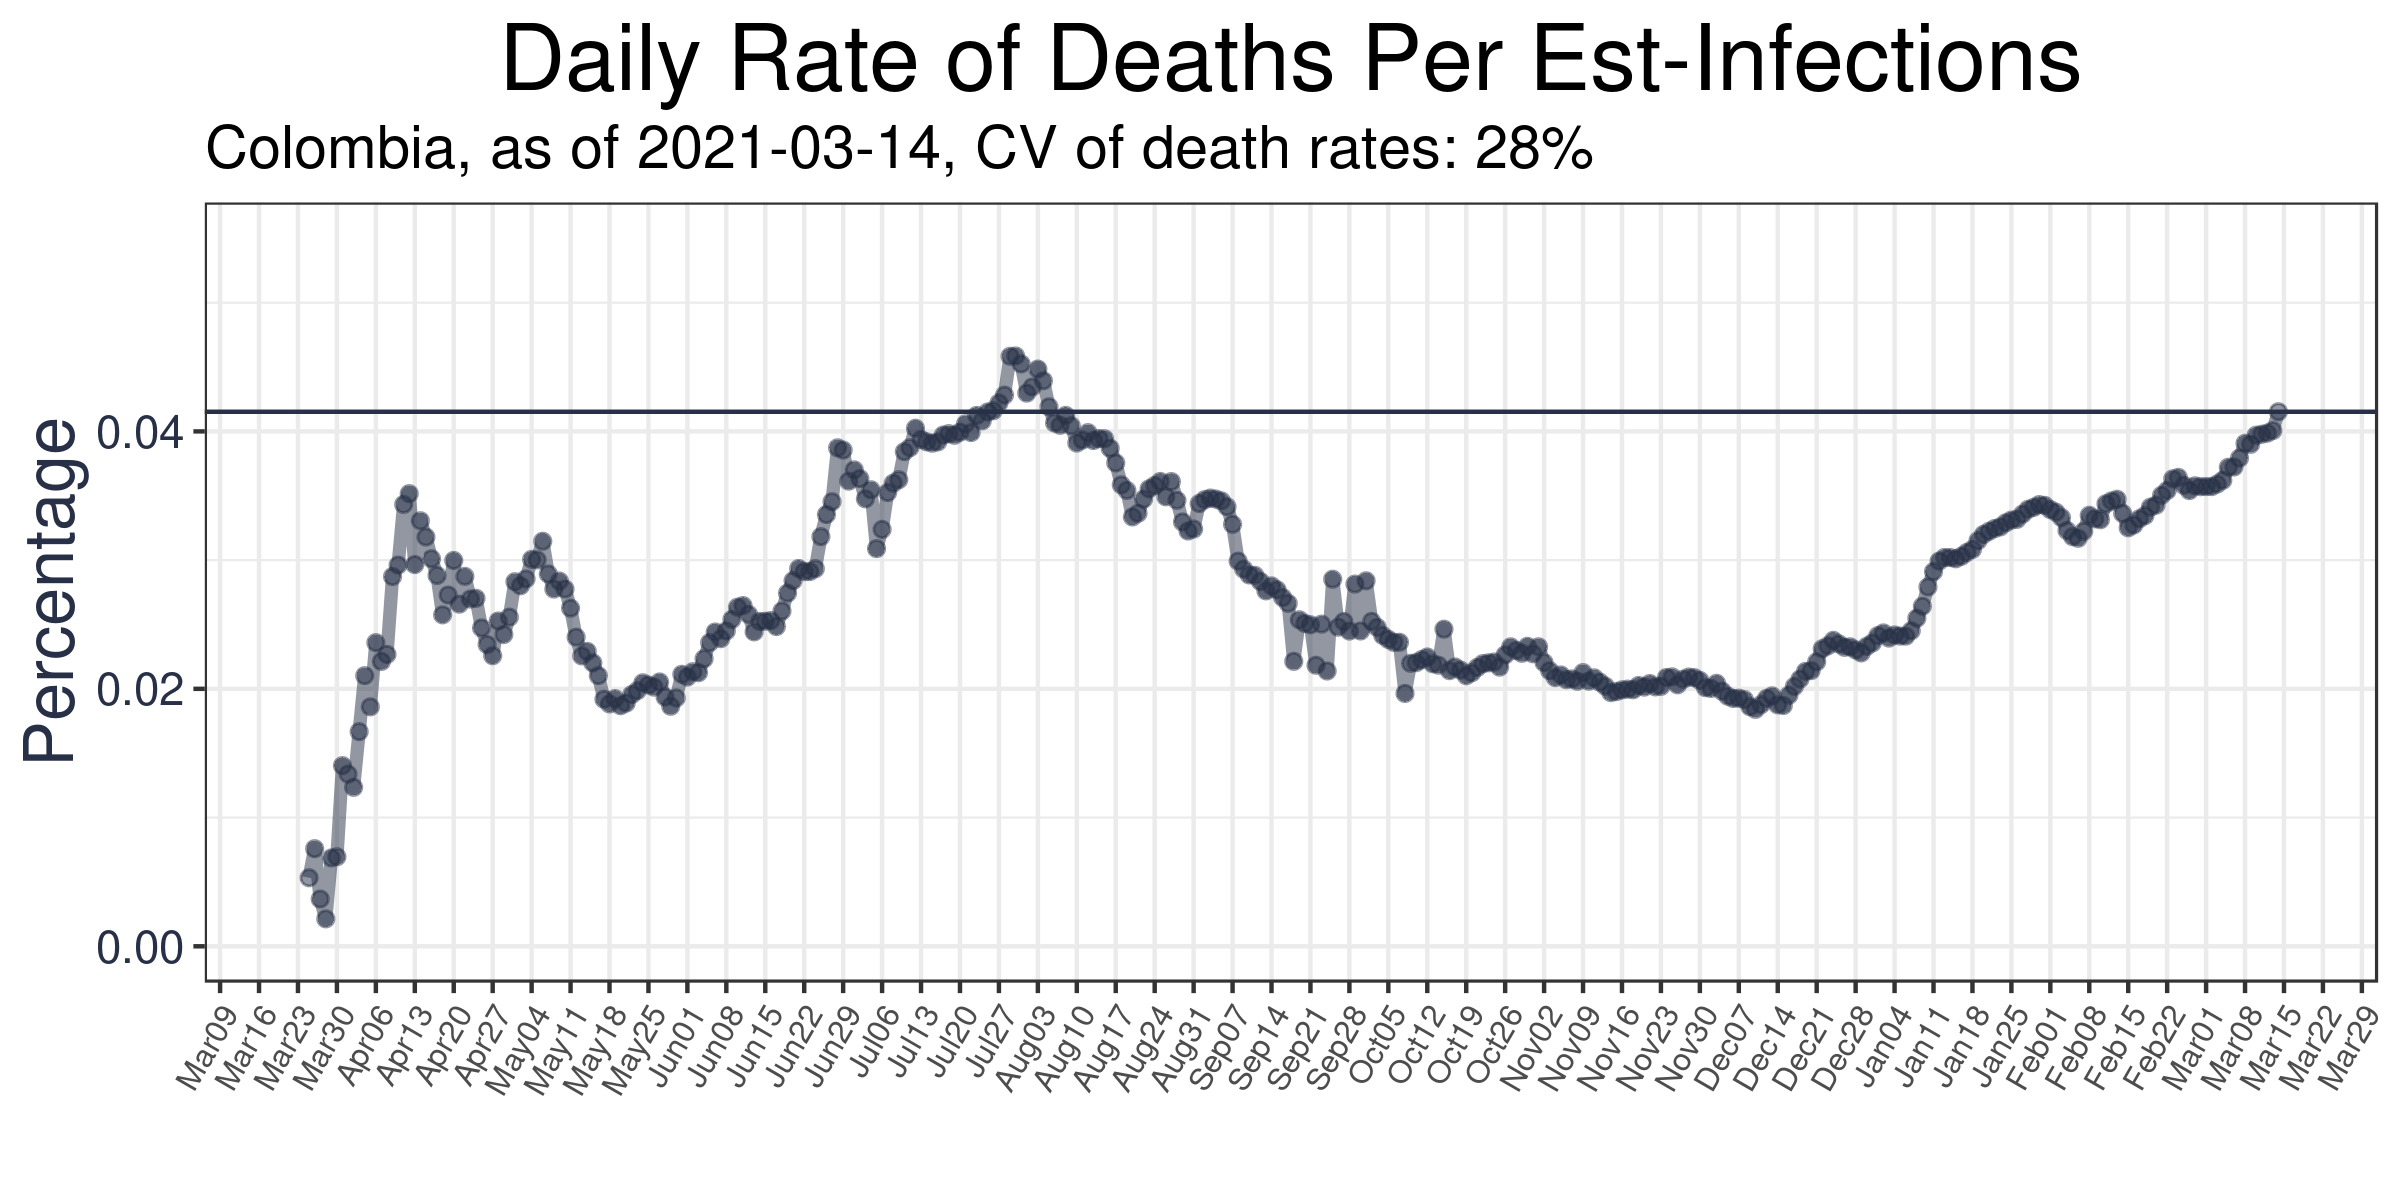 Daily Rate of Deaths Per Est-Infections
Colombia, as of 2021-03-14, CV of death rates: 28%
Percentage
0.04
0.02
0.00
Mar09
Mar16
Mar23
Mar30
Apr06
Apr13
Apr20
Apr27
May04
May11
May18
May25
Jun01
Jun08
Jun15
Jun22
Jun29
Jul06
Jul13
Jul20
Jul27
Aug03
Aug10
Aug17
Aug24
Aug31
Sep07
Sep14
Sep21
Sep28
Oct05
Oct12
Oct19
Oct26
Nov02
Nov09
Nov16
Nov23
Nov30
Dec07
Dec14
Dec21
Dec28
Jan04
Jan11
Jan18
Jan25
Feb01
Feb08
Feb15
Feb22
Mar01
Mar08
Mar15
Mar22
Mar29